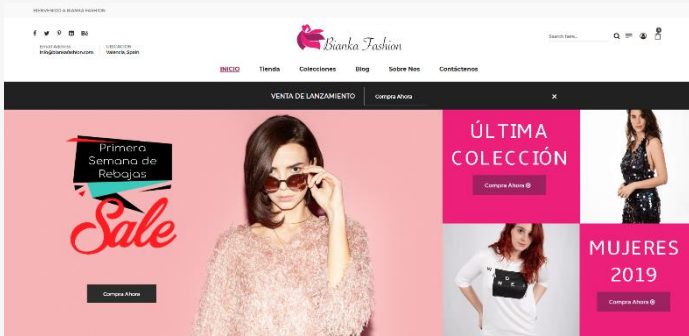 BIENVENIDO A BIANKA FASHION
Email Address
info@biankafashion.com
UBICACIÓN
Valencia, Spain
Bianka Fashion
Search here...
0
INICIO
Tienda
Colecciones
Blog
Sobre Nos
Contáctenos
VENTA DE LANZAMIENTO
Compra Ahora
Primera
Semana de
Rebajas
Sale
Compra Ahora
ÚLTIMA
COLECCIÓN
Compra Ahora
MUJERES
2019
Compra Ahora